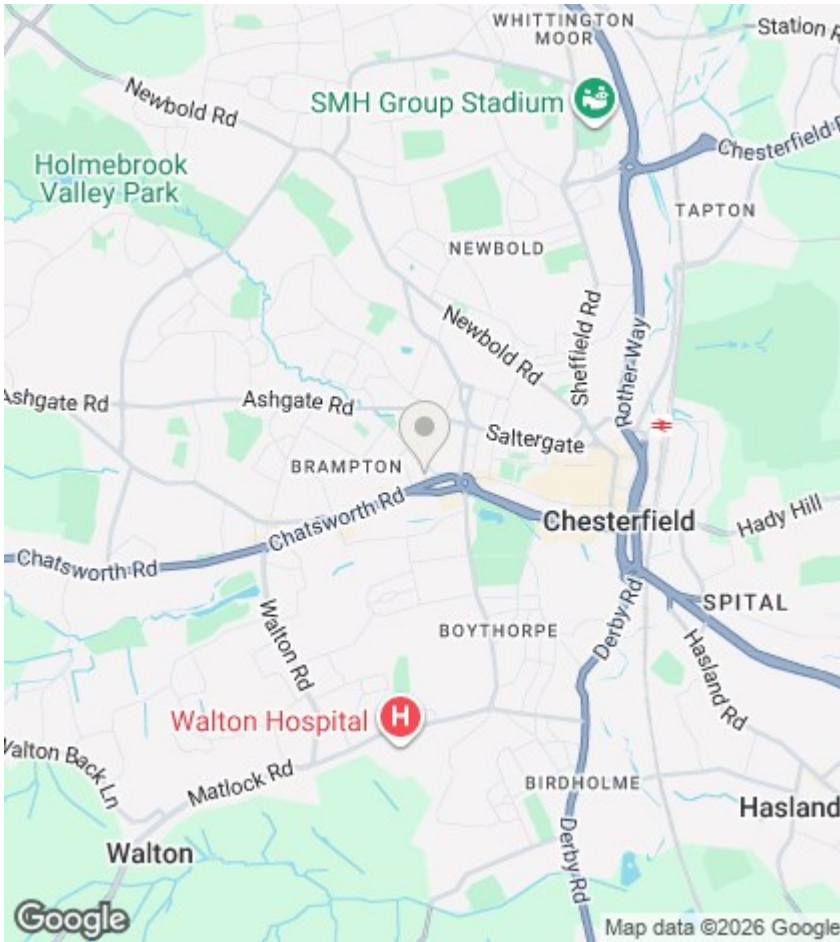 WHITTINGTON
MOOR
Station R
Newbold Rd
SMH Group Stadium
Chesterfield R
Holmebrook
Valley Park
TAPTON
NEWBOLD
Newbold Rd
Sheffield Rd
Rother Way
Ashgate Rd
Ashgate Rd
Saltergate
BRAMPTON
Chatsworth Rd
Chesterfield
Hady Hill
Chatsworth Rd
Walton Rd
SPITAL
BOYTHORPE
Derby Rd
Hasland Rd
Walton Hospital
H
Walton Back Ln
Matlock Rd
BIRDHOLME
Hasland
Derby Rd
Walton
Google
Map data ©2026 Google